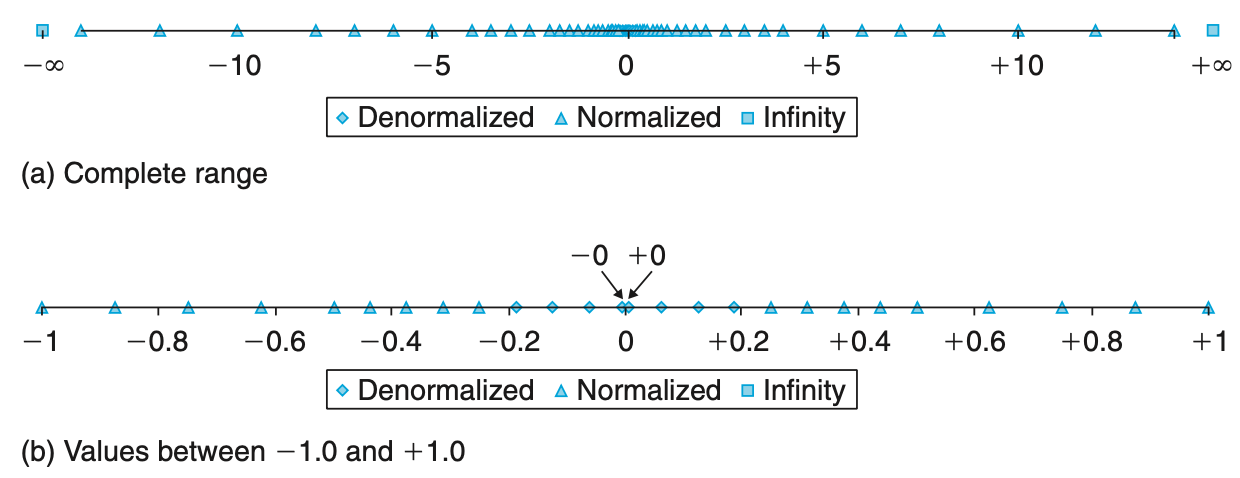 −∞ −10 −5 0 +5 +10 +∞
Denormalized Normalized Infinity
(a) Complete range
−0 +0
−1 −0.8 −0.6 −0.4 −0.2 0 +0.2 +0.4 +0.6 +0.8 +1
Denormalized Normalized Infinity
(b) Values between −1.0 and +1.0